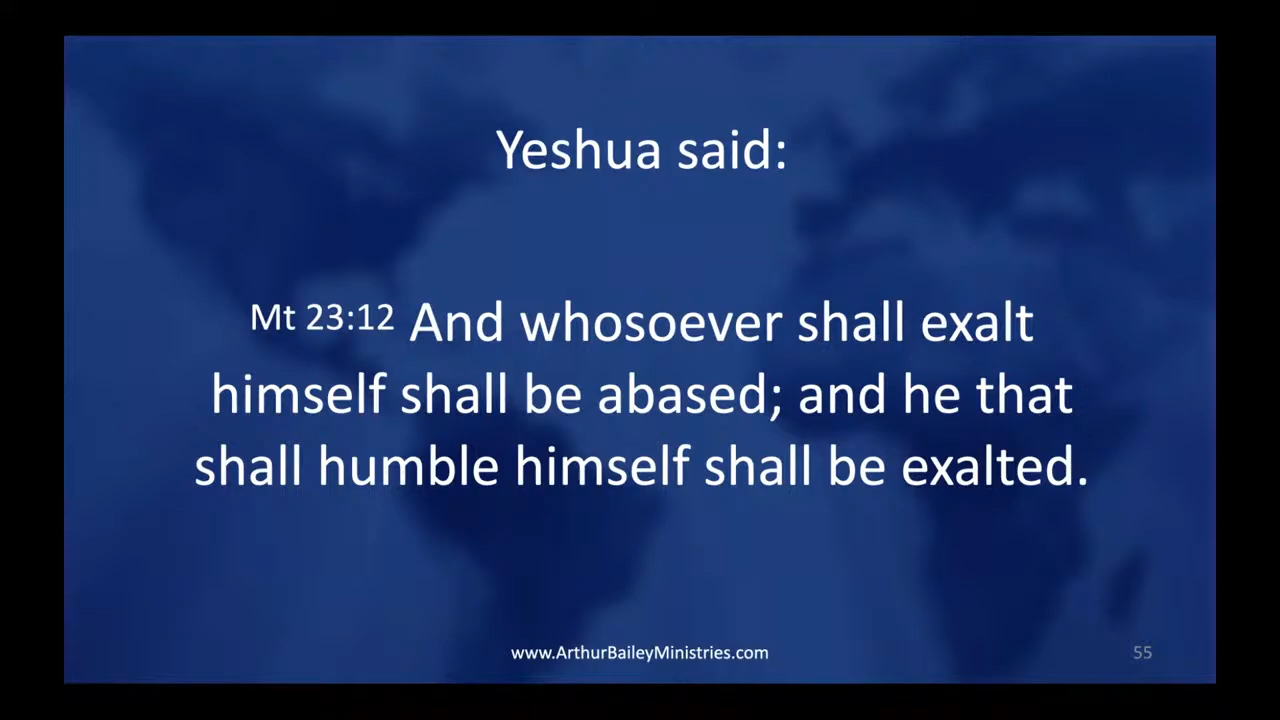 Yeshua said:
Mt 23:12 And whosoever shall exalt
himself shall be abased; and he that
shall humble himself shall be exalted.
www.ArthurBaileyMinistries.com
55